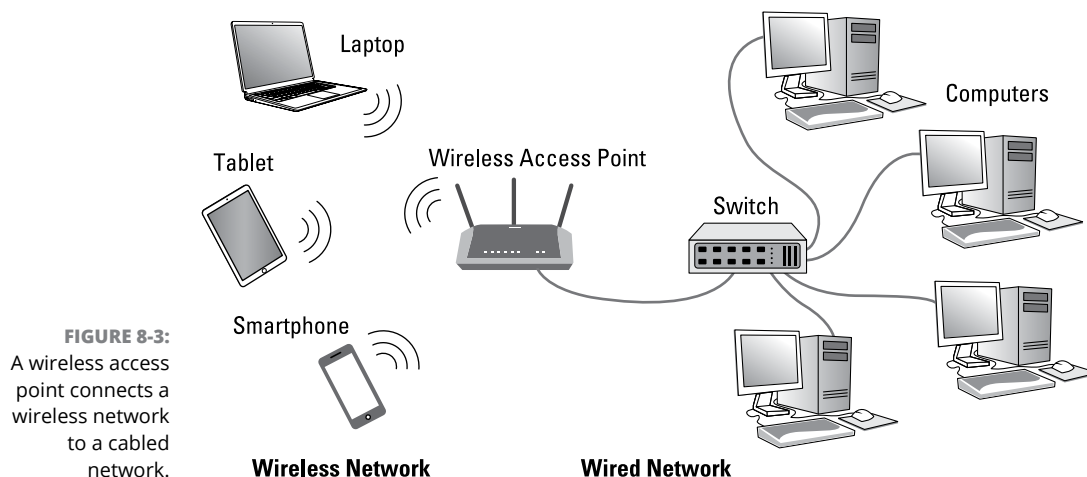 Laptop
Computers
Tablet
Wireless Access Point
Switch
Smartphone
FIGURE 8-3:
A wireless access
point connects a
wireless network
to a cabled
network.
Wireless Network
Wired Network